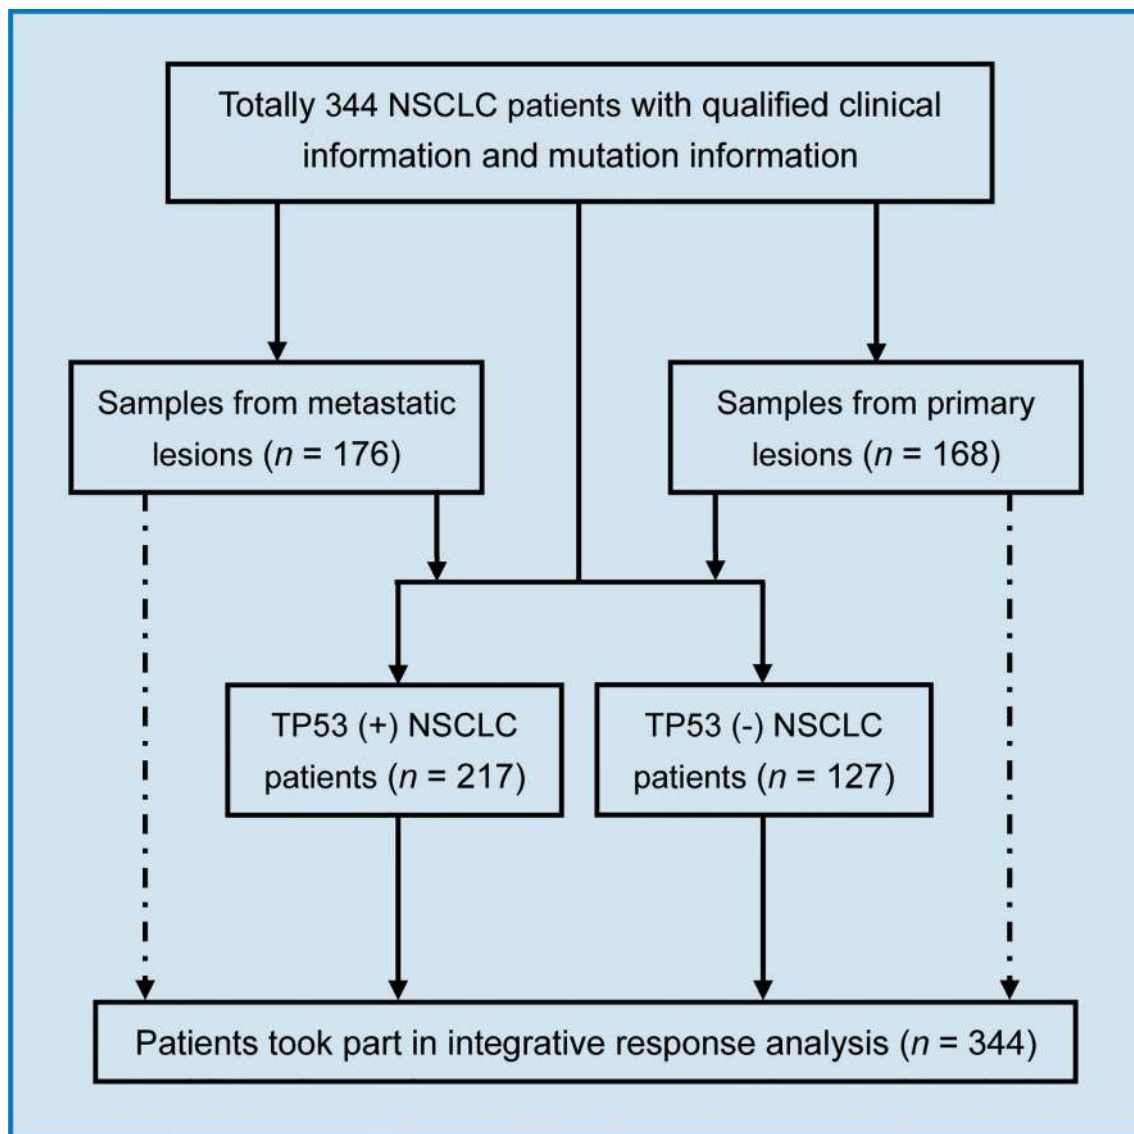 Totally 344 NSCLC patients with qualified clinical
information and mutation information
Samples from metastatic
lesions (n = 176)
Samples from primary
lesions (n = 168)
TP53 (+) NSCLC
patients (n = 217)
TP53 (-) NSCLC
patients (n = 127)
Patients took part in integrative response analysis (n = 344)